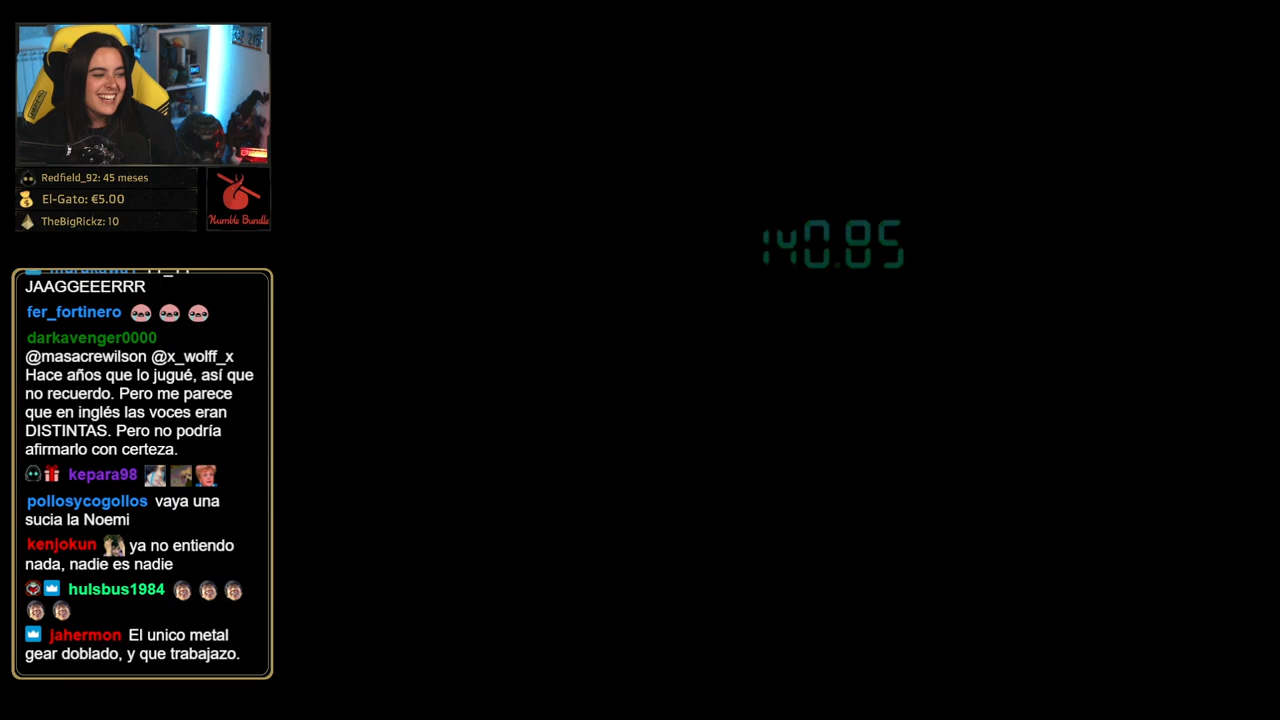 Redfield_92: 45 meses
El-Gato: €5.00
TheBigRickz: 10
Humble Bundle
140.85
JAAGGEEERRR
fer_fortinero
darkavenger0000
@masacrewilson @x_wolff_x
Hace años que lo jugué, así que
no recuerdo. Pero me parece
que en inglés las voces eran
DISTINTAS. Pero no podría
afirmarlo con certeza.
kepara98
pollosycogollos vaya una
sucia la Noemi
kenjokun ya no entiendo
nada, nadie es nadie
hulsbus1984
jahermon El unico metal
gear doblado, y que trabajazo.